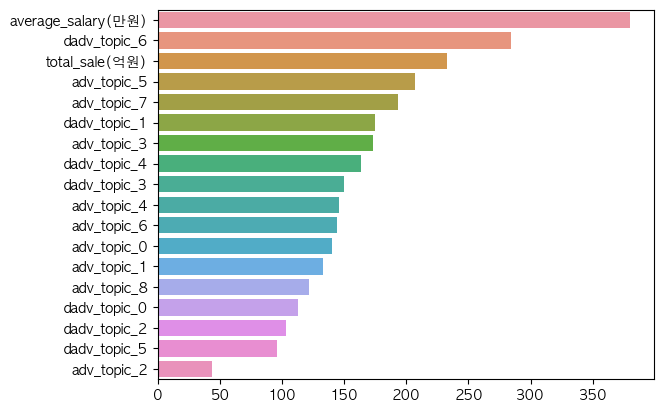 average_salary(만원)
dadv_topic_6
total_sale(억원)
adv_topic_5
adv_topic_7
dadv_topic_1
adv_topic_3
dadv_topic_4
dadv_topic_3
adv_topic_4
adv_topic_6
adv_topic_0
adv_topic_1
adv_topic_8
dadv_topic_0
dadv_topic_2
dadv_topic_5
adv_topic_2
0 50 100 150 200 250 300 350